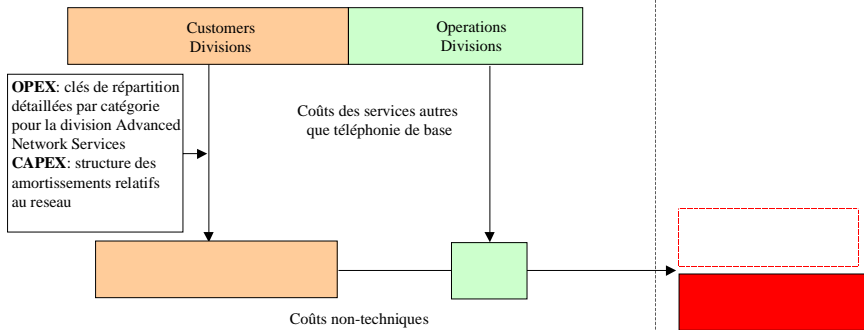 Customers
Divisions
Operations
Divisions
OPEX: clés de répartition
détaillées par catégorie
pour la division Advanced
Network Services
CAPEX: structure des
amortissements relatifs
au reseau
Coûts des services autres
que téléphonie de base
Coûts non-techniques